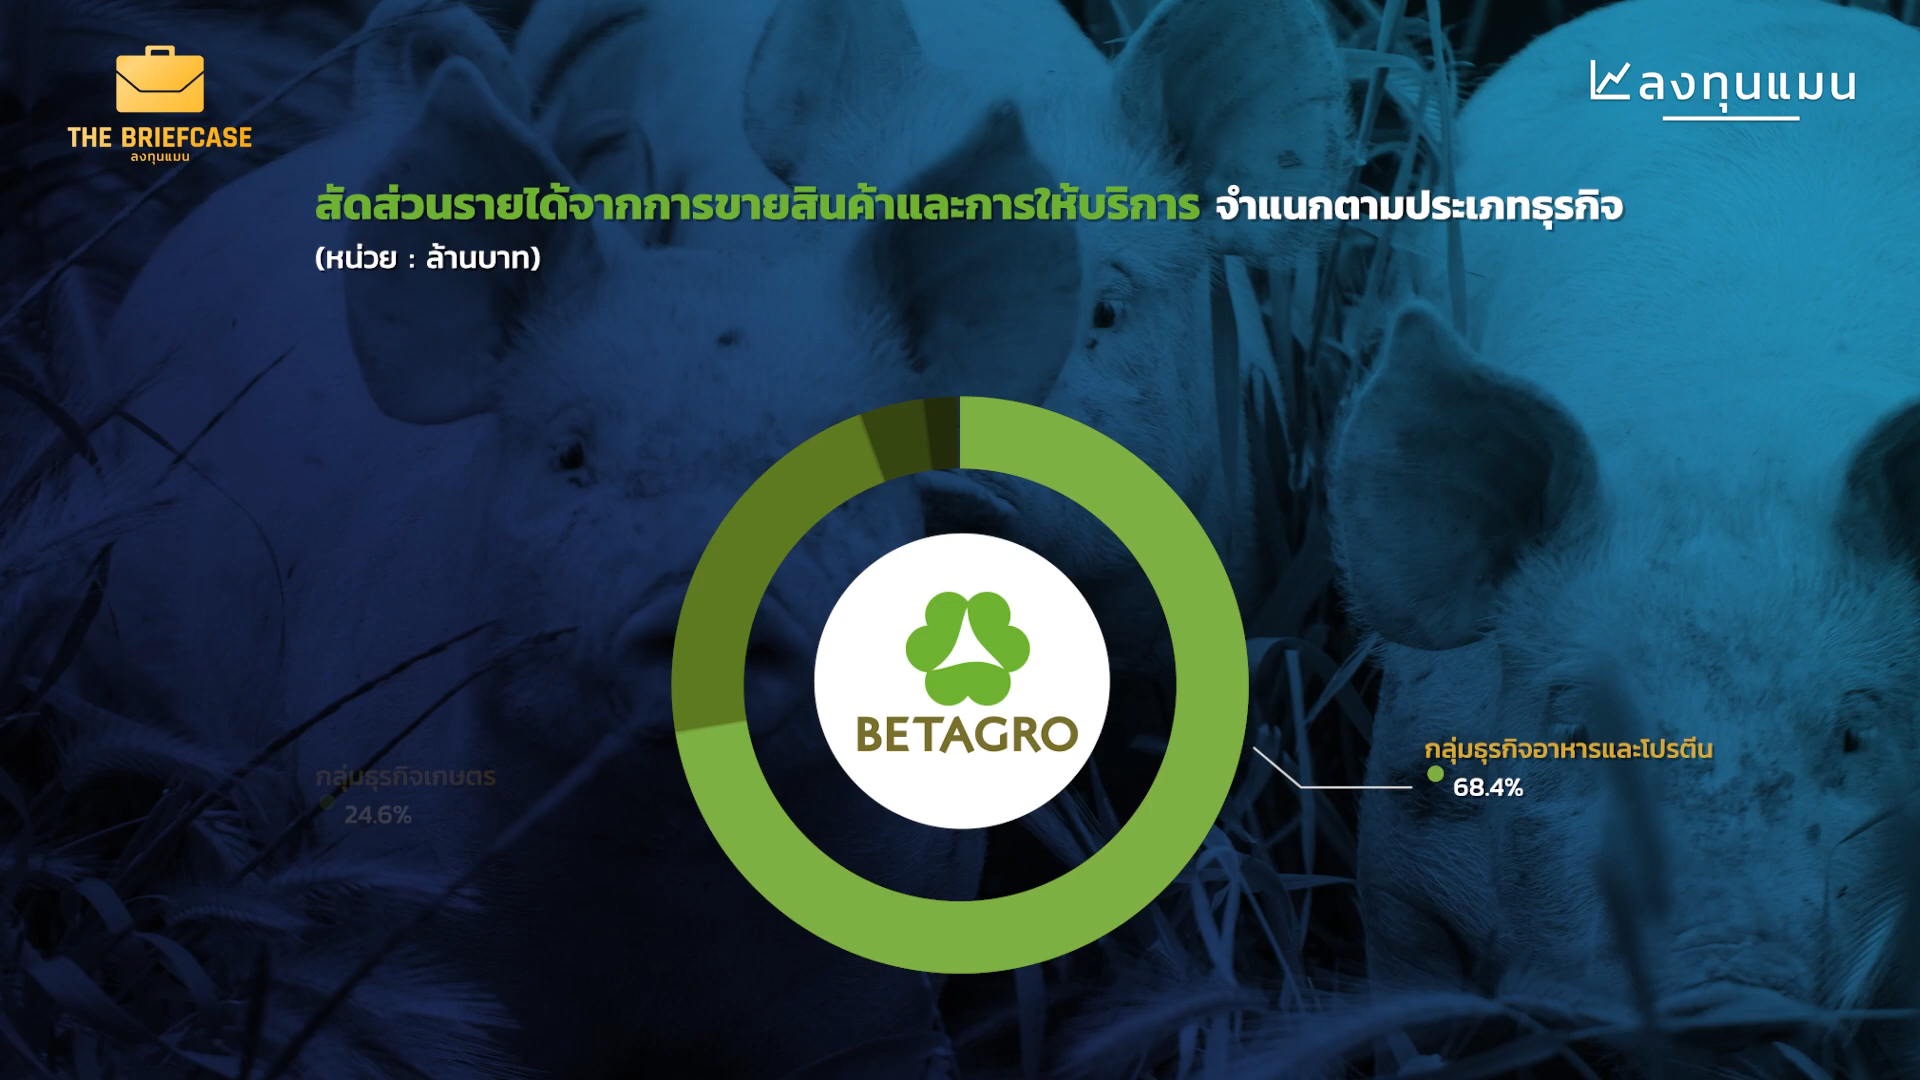 THE BRIEFCASE
ลงทุนแมน
ลงทุนแมน
สัดส่วนรายได้จากการขายสินค้าและการให้บริการ จำแนกตามประเภทธุรกิจ
(หน่วย : ล้านบาท)
BETAGRO
กลุ่มธุรกิจอาหารและโปรตีน
68.4%
กลุ่มธุรกิจเกษตร
24.6%